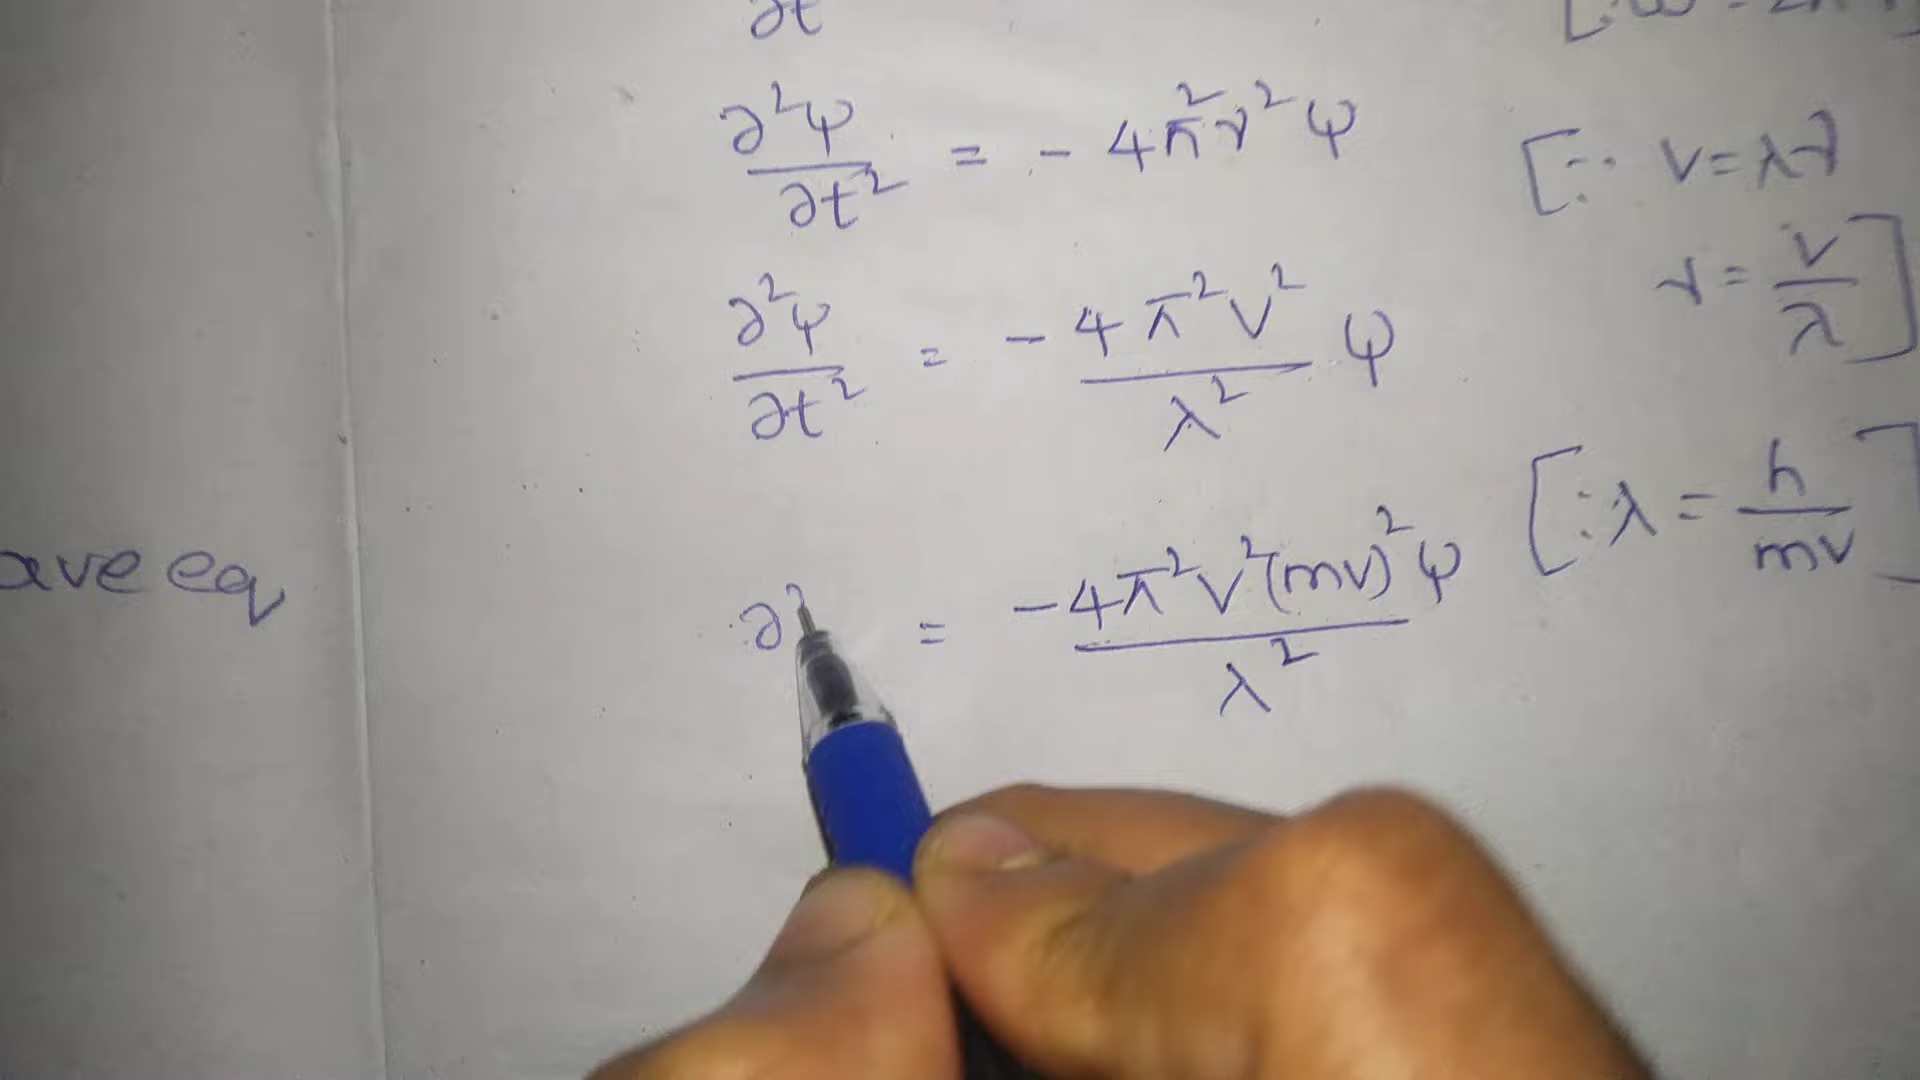 ∂t
∂²ψ/∂t² = - 4π²ν²ψ [∵ v = λν
ν = v/λ]
∂²ψ/∂t² = - 4π²v²/λ² ψ
[∵ λ = h/mv]
ave eq
∂² = -4π²v²(mv)²ψ/λ²